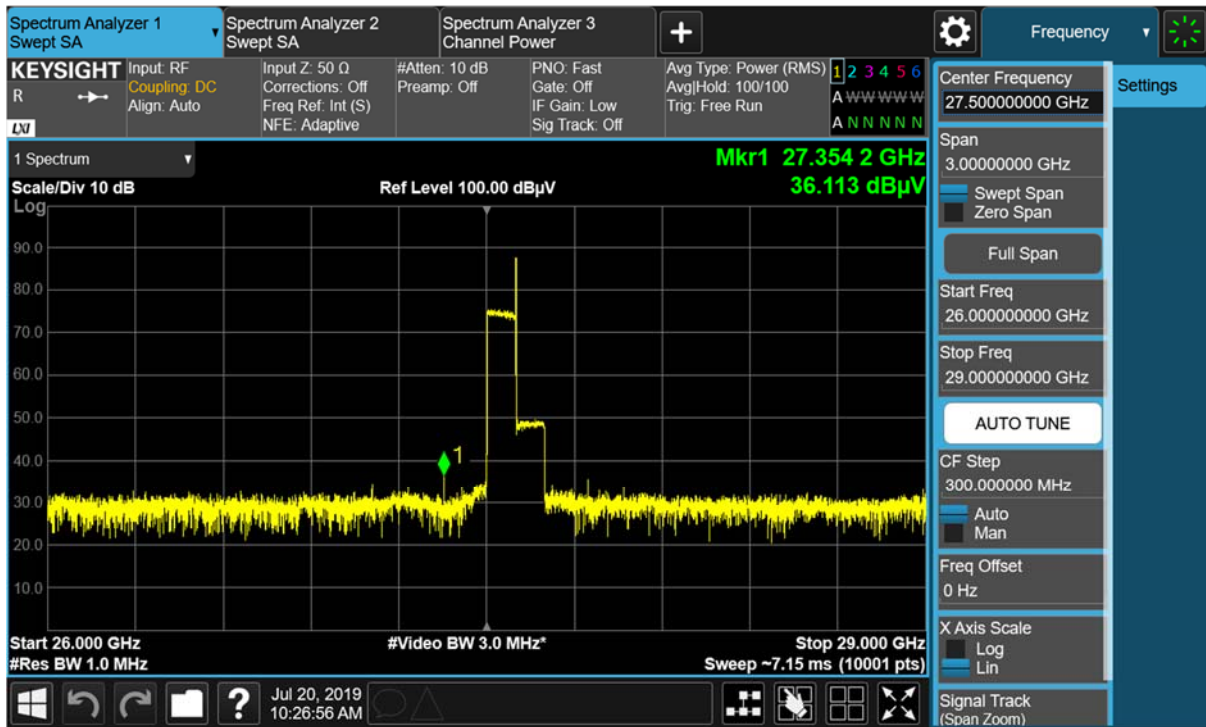 Spectrum Analyzer 1
Swept SA
Spectrum Analyzer 2
Swept SA
Spectrum Analyzer 3
Channel Power
Frequency
KEYSIGHT
R
LXI
Input: RF
Coupling: DC
Align: Auto
Input Z: 50 Ω
Corrections: Off
Freq Ref: Int (S)
NFE: Adaptive
#Atten: 10 dB
Preamp: Off
PNO: Fast
Gate: Off
IF Gain: Low
Sig Track: Off
Avg Type: Power (RMS)
Avg|Hold: 100/100
Trig: Free Run
1 2 3 4 5 6
A W W W W W
A N N N N N
1 Spectrum
Scale/Div 10 dB
Log
Ref Level 100.00 dBµV
Mkr1 27.354 2 GHz
36.113 dBµV
90.0
80.0
70.0
60.0
50.0
40.0
30.0
20.0
10.0
1
Start 26.000 GHz
#Res BW 1.0 MHz
#Video BW 3.0 MHz*
Stop 29.000 GHz
Sweep ~7.15 ms (10001 pts)
Center Frequency
27.500000000 GHz
Span
3.00000000 GHz
Swept Span
Zero Span
Full Span
Start Freq
26.000000000 GHz
Stop Freq
29.000000000 GHz
AUTO TUNE
CF Step
300.000000 MHz
Auto
Man
Freq Offset
0 Hz
X Axis Scale
Log
Lin
Signal Track
(Span Zoom)
Settings
?
Jul 20, 2019
10:26:56 AM